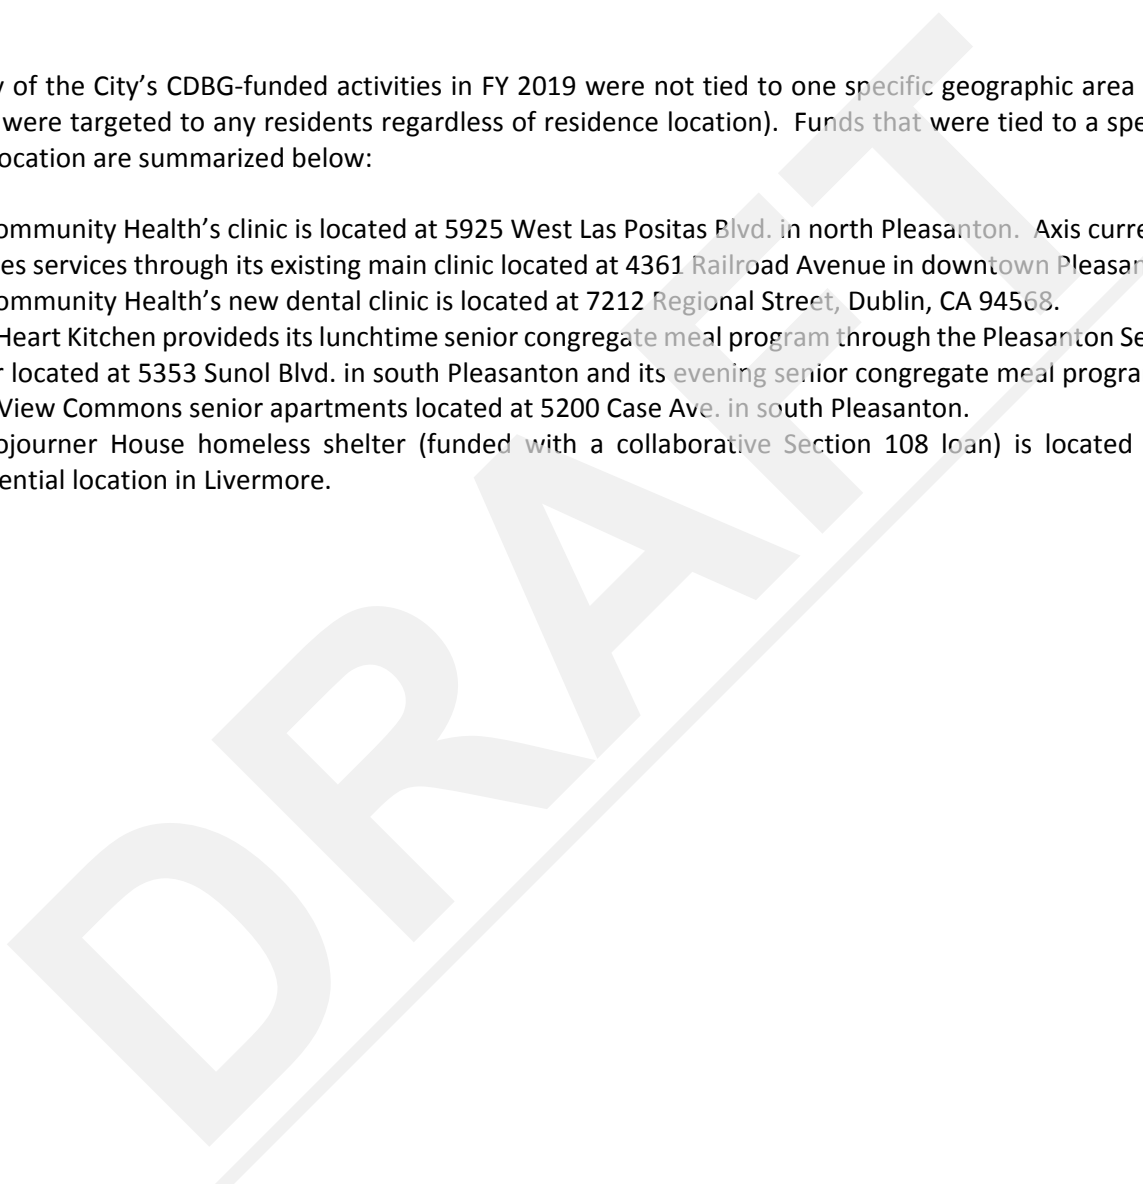 y of the City’s CDBG-funded activities in FY 2019 were not tied to one specific geographic area
were targeted to any residents regardless of residence location).  Funds that were tied to a spe
ocation are summarized below:
ommunity Health’s clinic is located at 5925 West Las Positas Blvd. in north Pleasanton.  Axis curre
es services through its existing main clinic located at 4361 Railroad Avenue in downtown Pleasan
ommunity Health’s new dental clinic is located at 7212 Regional Street, Dublin, CA 94568.
Heart Kitchen provideds its lunchtime senior congregate meal program through the Pleasanton Se
r located at 5353 Sunol Blvd. in south Pleasanton and its evening senior congregate meal progra
View Commons senior apartments located at 5200 Case Ave. in south Pleasanton.
ojourner House homeless shelter (funded with a collaborative Section 108 loan) is located
ential location in Livermore.
DRAFT